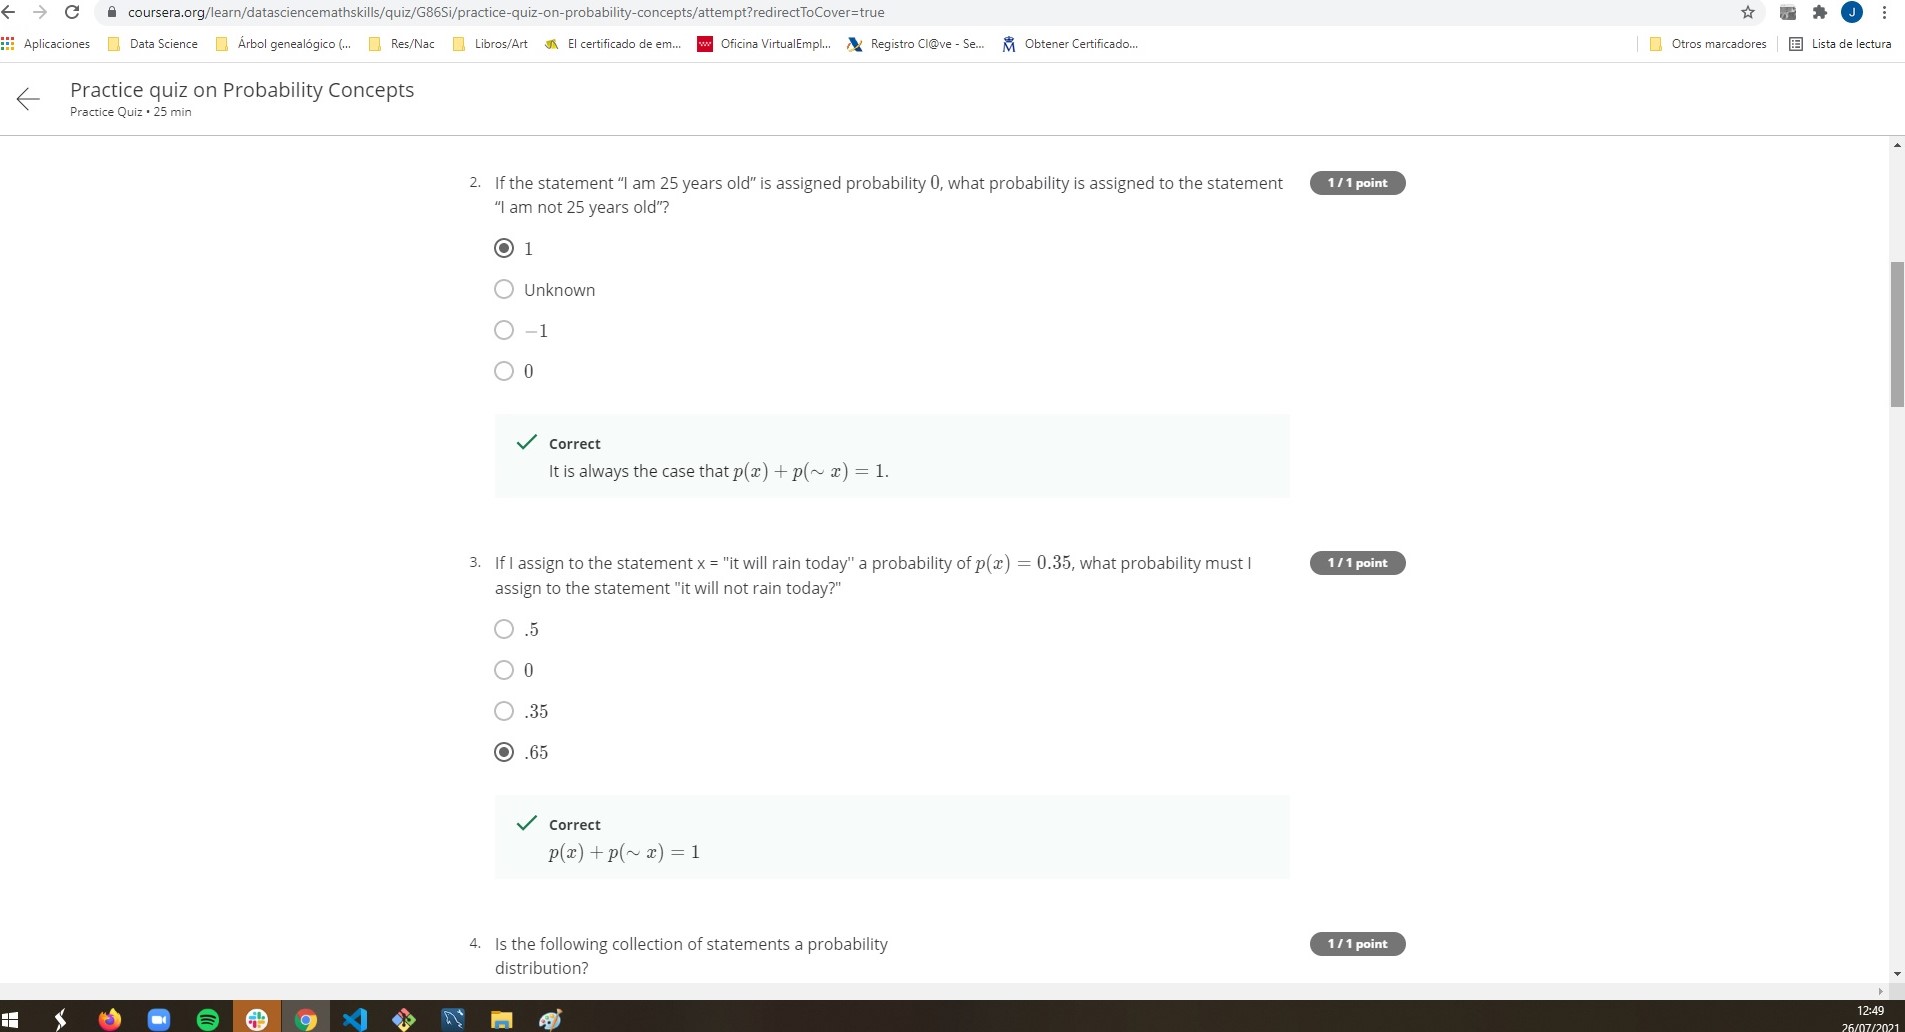 coursera.org/learn/datasciencemathskills/quiz/G86Si/practice-quiz-on-probability-concepts/attempt?redirectToCover=true
J
Aplicaciones Data Science Árbol genealógico (... Res/Nac Libros/Art El certificado de em... Oficina VirtualEmpl... Registro Cl@ve - Se... Obtener Certificado... Otros marcadores Lista de lectura
Practice quiz on Probability Concepts
Practice Quiz • 25 min
2. If the statement “I am 25 years old” is assigned probability 0, what probability is assigned to the statement 1 / 1 point
“I am not 25 years old”?
1
Unknown
−1
0
Correct
It is always the case that p(x) + p(∼ x) = 1.
3. If I assign to the statement x = "it will rain today" a probability of p(x) = 0.35, what probability must I 1 / 1 point
assign to the statement "it will not rain today?"
.5
0
.35
.65
Correct
p(x) + p(∼ x) = 1
4. Is the following collection of statements a probability 1 / 1 point
distribution?
12:49
26/07/2021